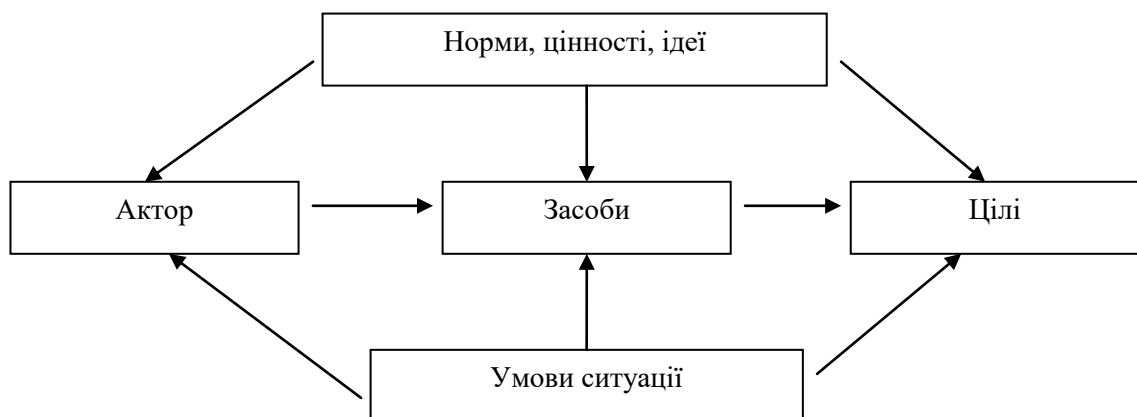 Норми, цінності, ідеї
Актор
Засоби
Цілі
Умови ситуації